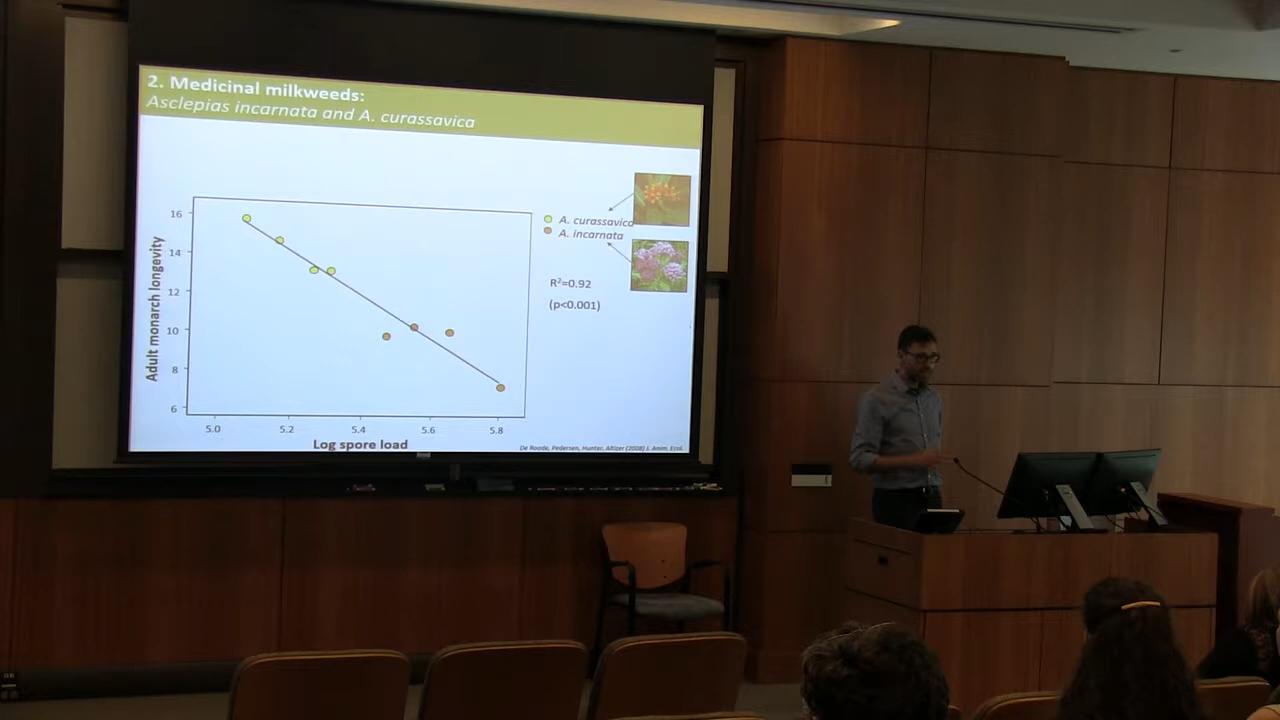 2. Medicinal milkweeds:
Asclepias incarnata and A. curassavica
16
14
12
10
8
6
Adult monarch longevity
5.0
5.2
5.4
5.6
5.8
Log spore load
A. curassavica
A. incarnata
R²=0.92
(p<0.001)
De Roode, Pedersen, Hunter, Altizer (2008) J. Anim. Ecol.